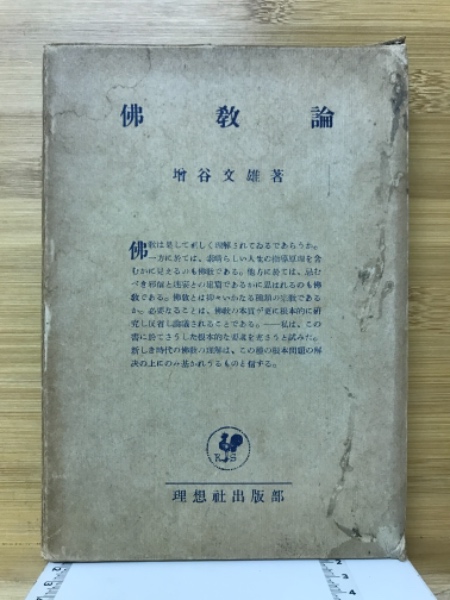 佛教論
增谷文雄著
佛教は果して正しく理解されてゐるであらうか。
一方に於ては、素晴らしい人生の指導原理を含
むかに見えるのも佛教である。他方に於ては、忌む
べき邪信と迷妄との巣窟であるかに思はれるのも佛
教である。佛教とは抑々いかなる種類の宗教である
か。必要なることは、佛教の本質が更に根本的に研
究し反省し論議されることである。——私は、この
書に於てさうした根本的な思索を走らうと試みた。
新しき時代の佛教の理解は、この種の根本問題の解
決の上にのみ基かれうるものと信ずる。
R S
理想社出版部